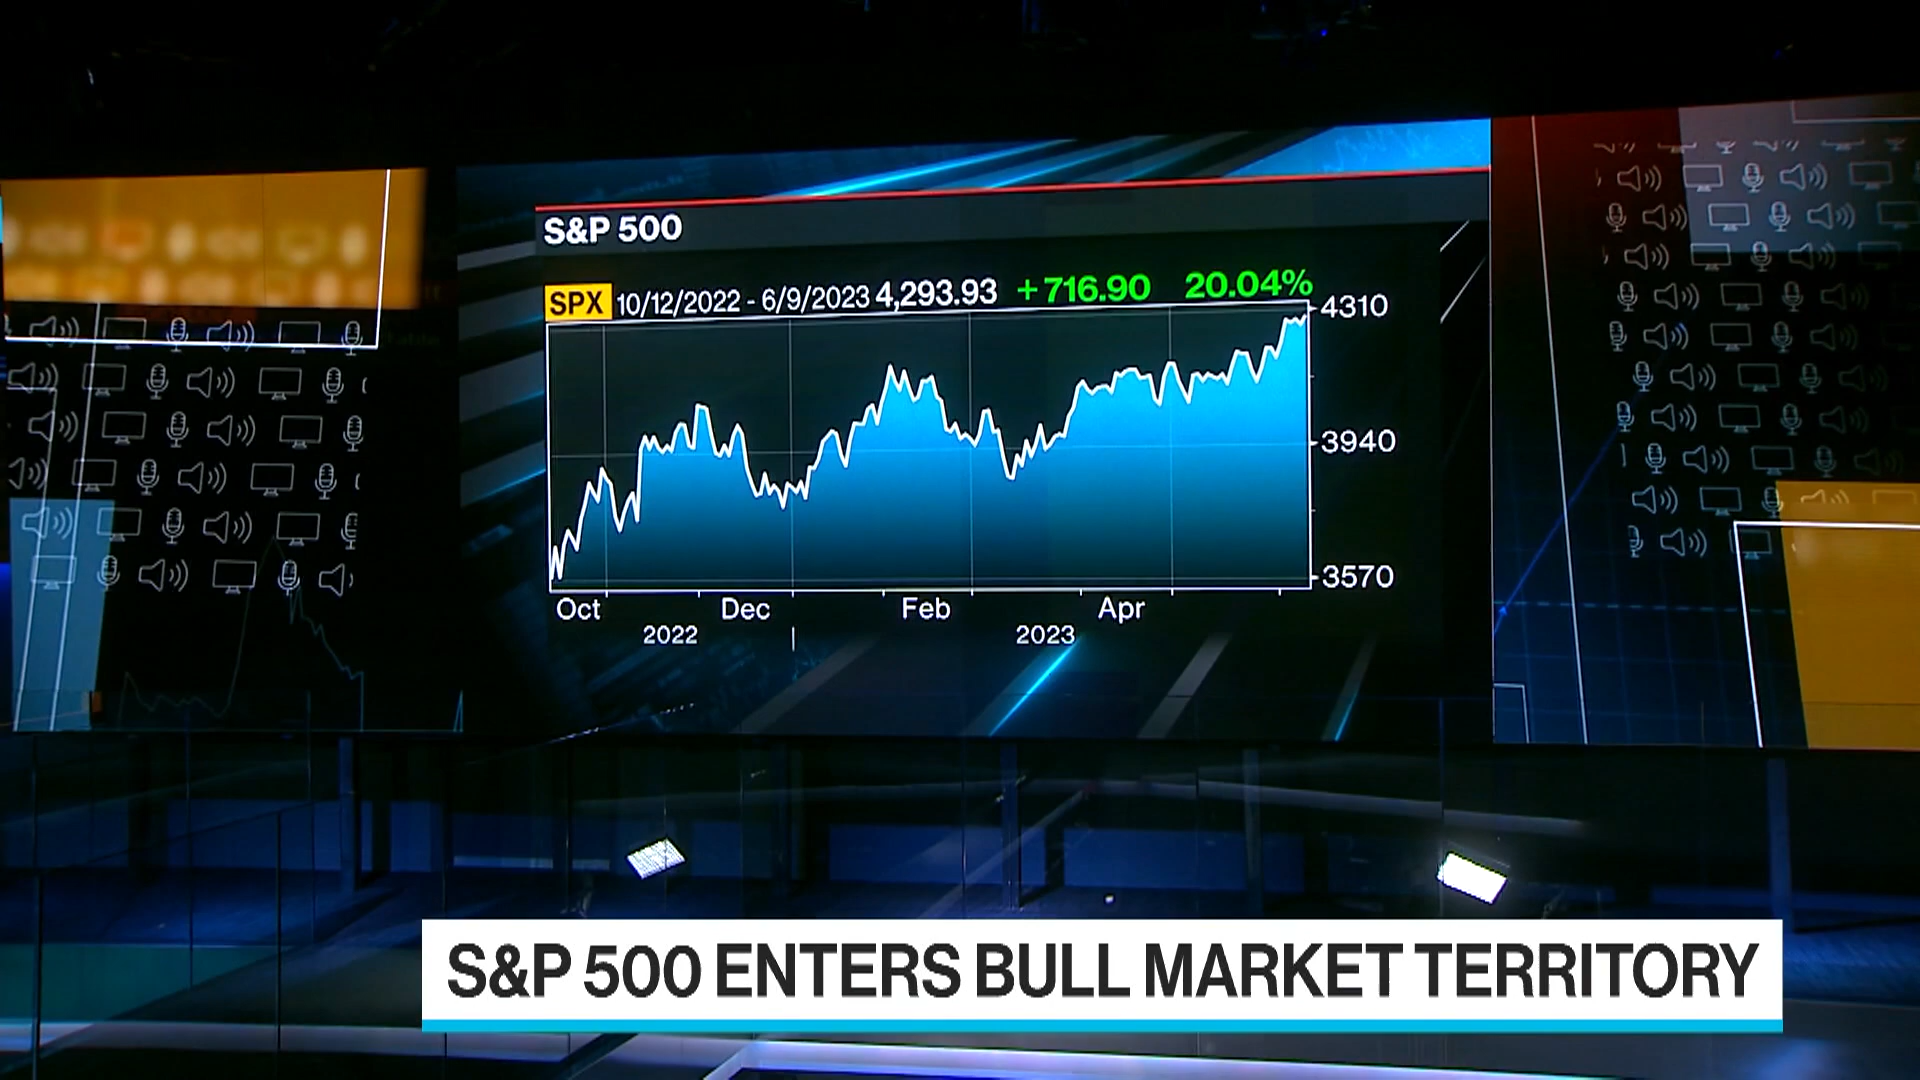 S&P 500
SPX 10/12/2022 - 6/9/2023 4,293.93 +716.90 20.04%
4310
3940
3570
Oct Dec Feb Apr
2022 | 2023
S&P 500 ENTERS BULL MARKET TERRITORY